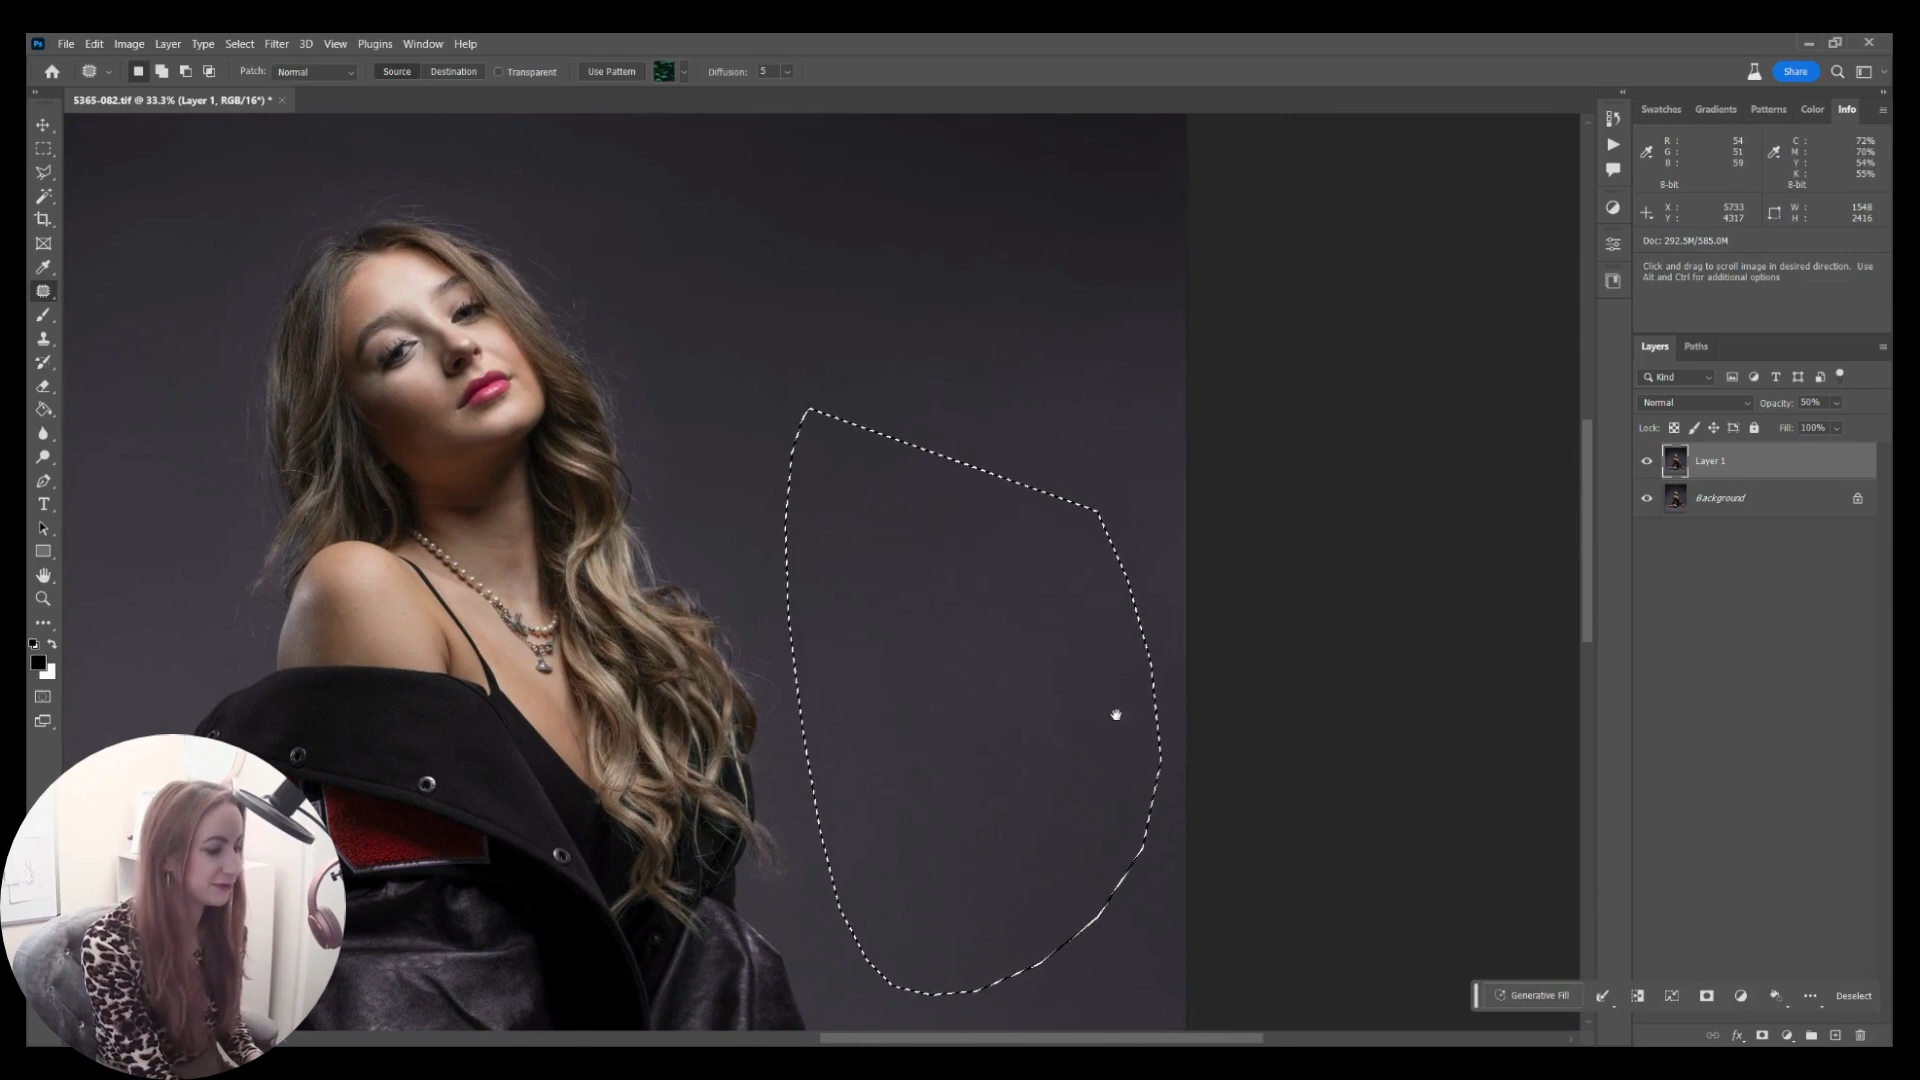 Ps File Edit Image Layer Select Type Filter 3D View Plugins Window Help
Patch: Normal Source Destination Transparent Use Pattern Diffusion: 5 Share
5365-082.tif @ 33.3% (Layer 1, RGB/16*) *
Swatches Gradients Patterns Color Info
R : 54 C : 72%
G : 51 M : 70%
B : 59 Y : 54%
K : 55%
8-bit 8-bit
X : 5733 W : 1548
Y : 4317 H : 2416
Doc: 292.5M/585.0M
Click and drag to scroll image in desired direction. Use
Alt and Ctrl for additional options
Layers Paths
Kind
Normal Opacity: 50%
Lock: Fill: 100%
Layer 1
Background
Generative Fill Deselect
fx